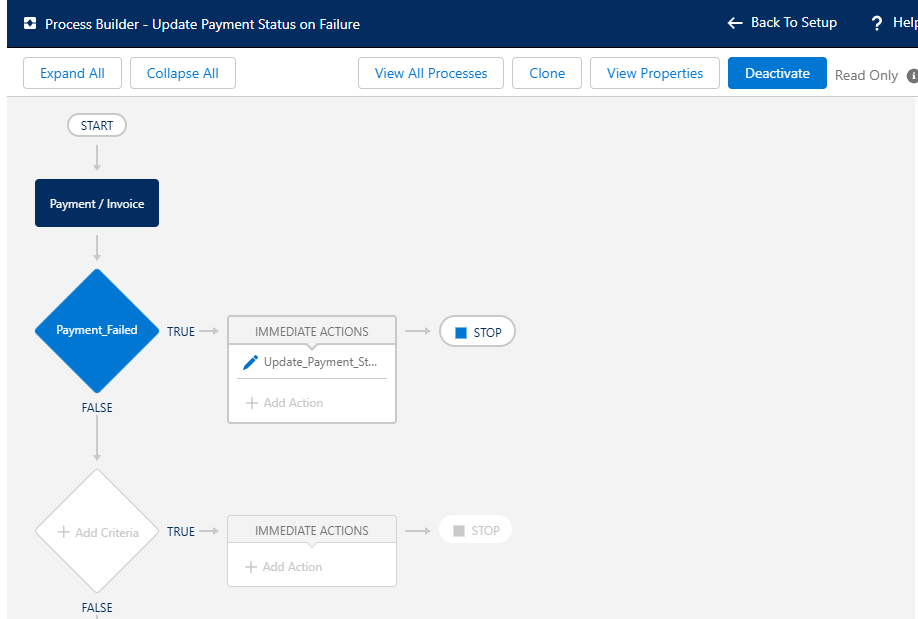 Process Builder - Update Payment Status on Failure
Back To Setup
? Help
Expand All
Collapse All
View All Processes
Clone
View Properties
Deactivate
Read Only
START
Payment / Invoice
Payment_Failed
TRUE
IMMEDIATE ACTIONS
STOP
Update_Payment_St...
+ Add Action
FALSE
+ Add Criteria
TRUE
IMMEDIATE ACTIONS
STOP
+ Add Action
FALSE